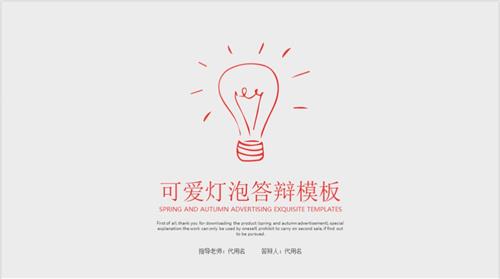 可爱灯泡答辩模板
SPRING AND AUTUMN ADVERTISING EXQUISITE TEMPLATES
First of all, thank you for downloading the product (spring and autumn advertisement), special
explanation: the work can only be used by oneself, prohibit to carry on second sale, if find out
to be pursued.
指导老师：代用名 答辩人：代用名